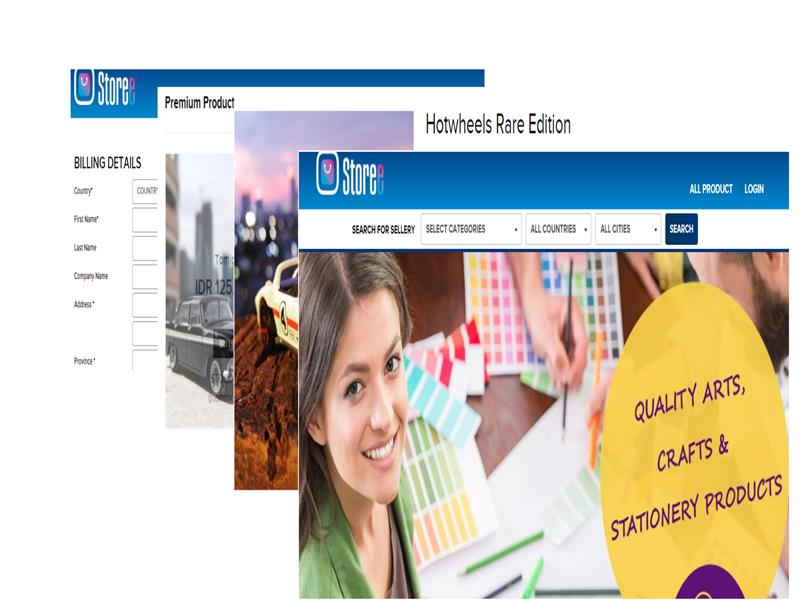 Storee
BILLING DETAILS
Country*
COUNTR
First Name*
Last Name
Company Name
Address *
Province *
Premium Product
IDR 125
Hotwheels Rare Edition
4
Storee
ALL PRODUCT LOGIN
SEARCH FOR SELLERY SELECT CATEGORIES ALL COUNTRIES ALL CITIES SEARCH
QUALITY ARTS,
CRAFTS &
STATIONERY PRODUCTS